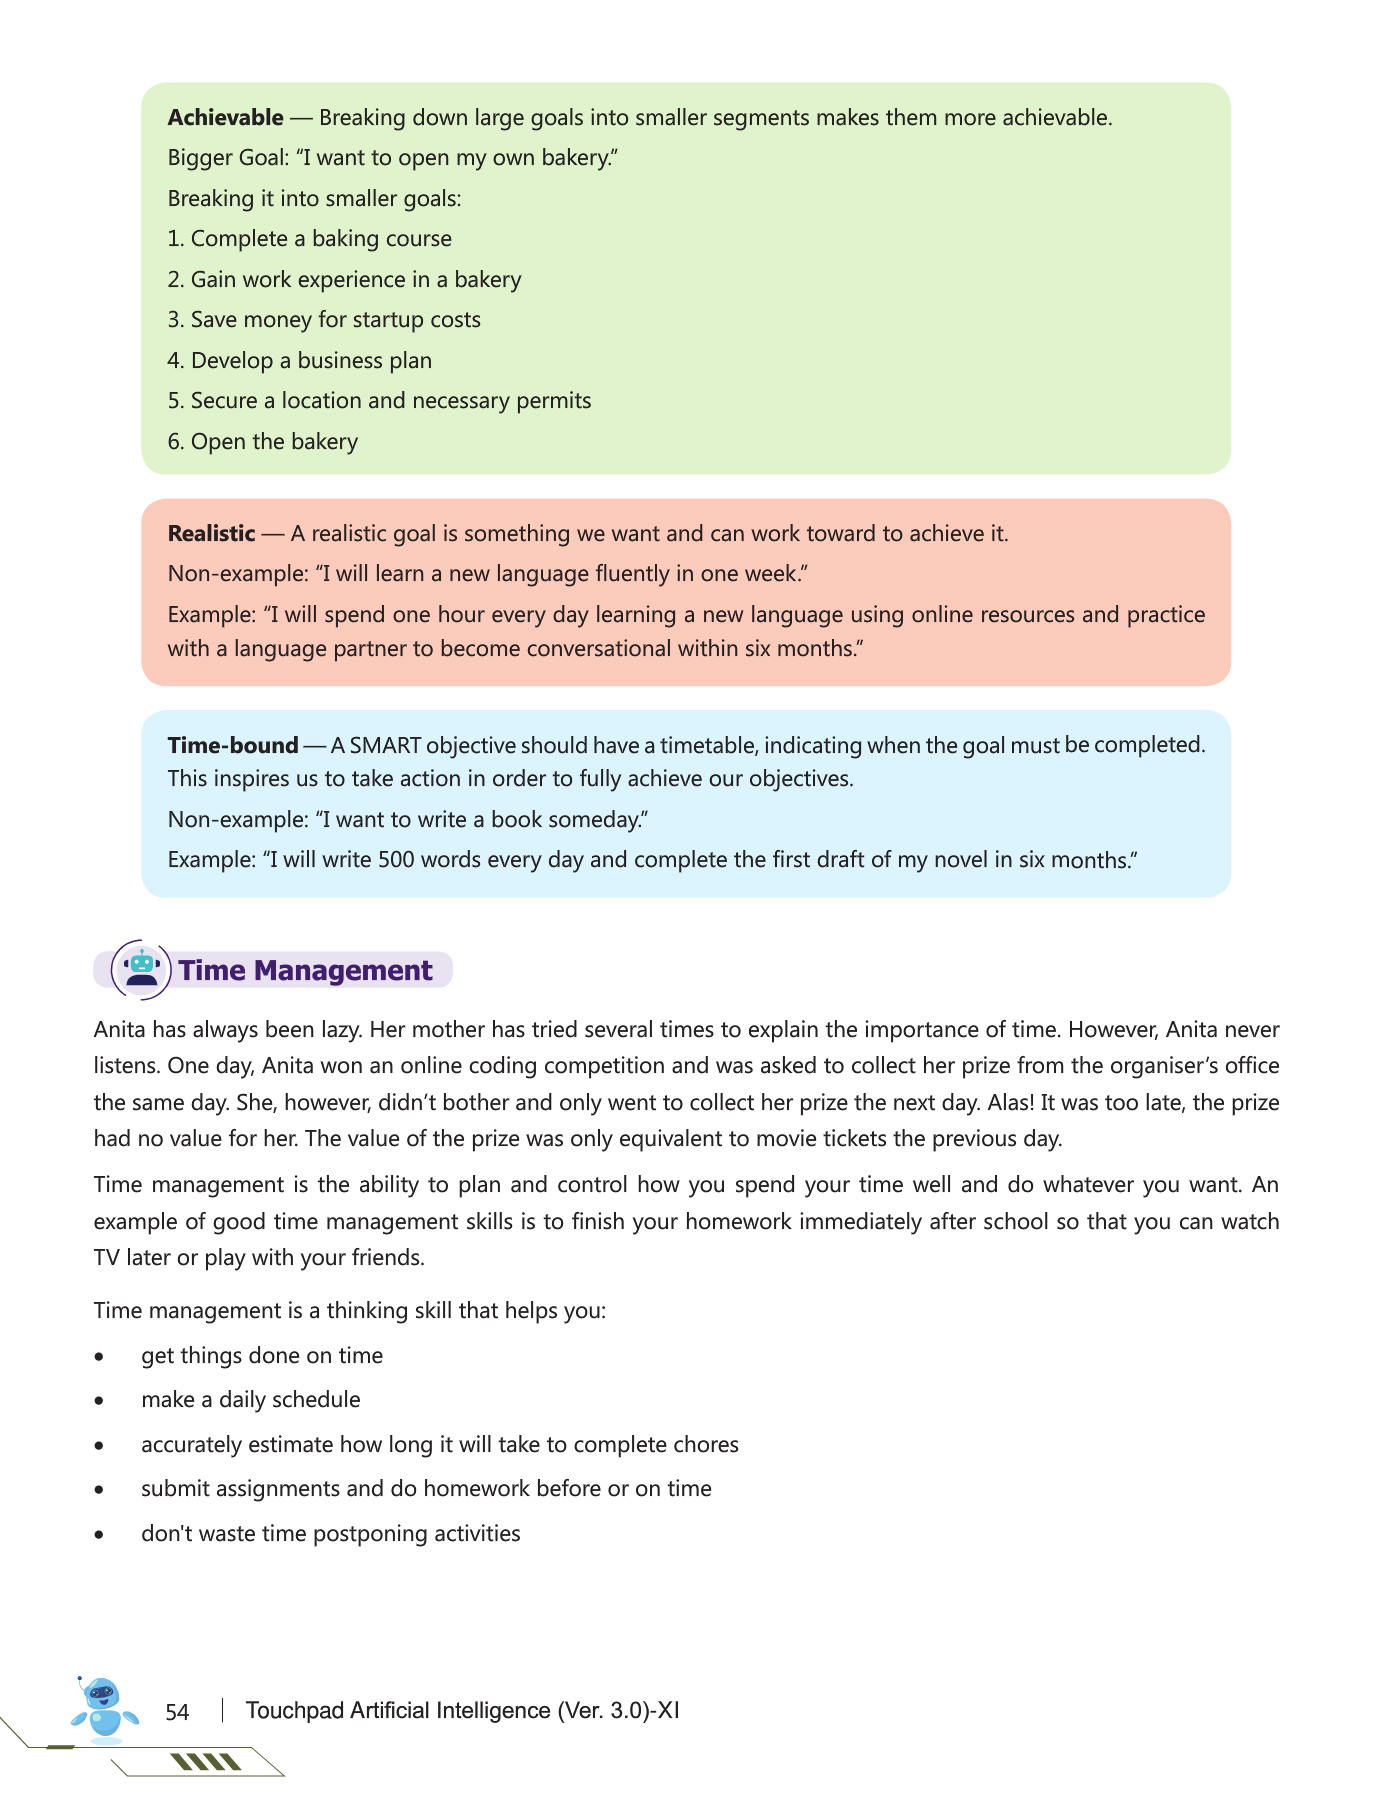 Achievable — Breaking down large goals into smaller segments makes them more achievable.
Bigger Goal: “I want to open my own bakery.”
Breaking it into smaller goals:
1. Complete a baking course
2. Gain work experience in a bakery
3. Save money for startup costs
4. Develop a business plan
5. Secure a location and necessary permits
6. Open the bakery
Realistic — A realistic goal is something we want and can work toward to achieve it.
Non-example: “I will learn a new language fluently in one week.”
Example: “I will spend one hour every day learning a new language using online resources and practice
with a language partner to become conversational within six months.”
Time-bound — A SMART objective should have a timetable, indicating when the goal must be completed.
This inspires us to take action in order to fully achieve our objectives.
Non-example: “I want to write a book someday.”
Example: “I will write 500 words every day and complete the first draft of my novel in six months.”
Time Management
Anita has always been lazy. Her mother has tried several times to explain the importance of time. However, Anita never
listens. One day, Anita won an online coding competition and was asked to collect her prize from the organiser’s office
the same day. She, however, didn’t bother and only went to collect her prize the next day. Alas! It was too late, the prize
had no value for her. The value of the prize was only equivalent to movie tickets the previous day.
Time management is the ability to plan and control how you spend your time well and do whatever you want. An
example of good time management skills is to finish your homework immediately after school so that you can watch
TV later or play with your friends.
Time management is a thinking skill that helps you:
• get things done on time
• make a daily schedule
• accurately estimate how long it will take to complete chores
• submit assignments and do homework before or on time
• don't waste time postponing activities
54 | Touchpad Artificial Intelligence (Ver. 3.0)-XI